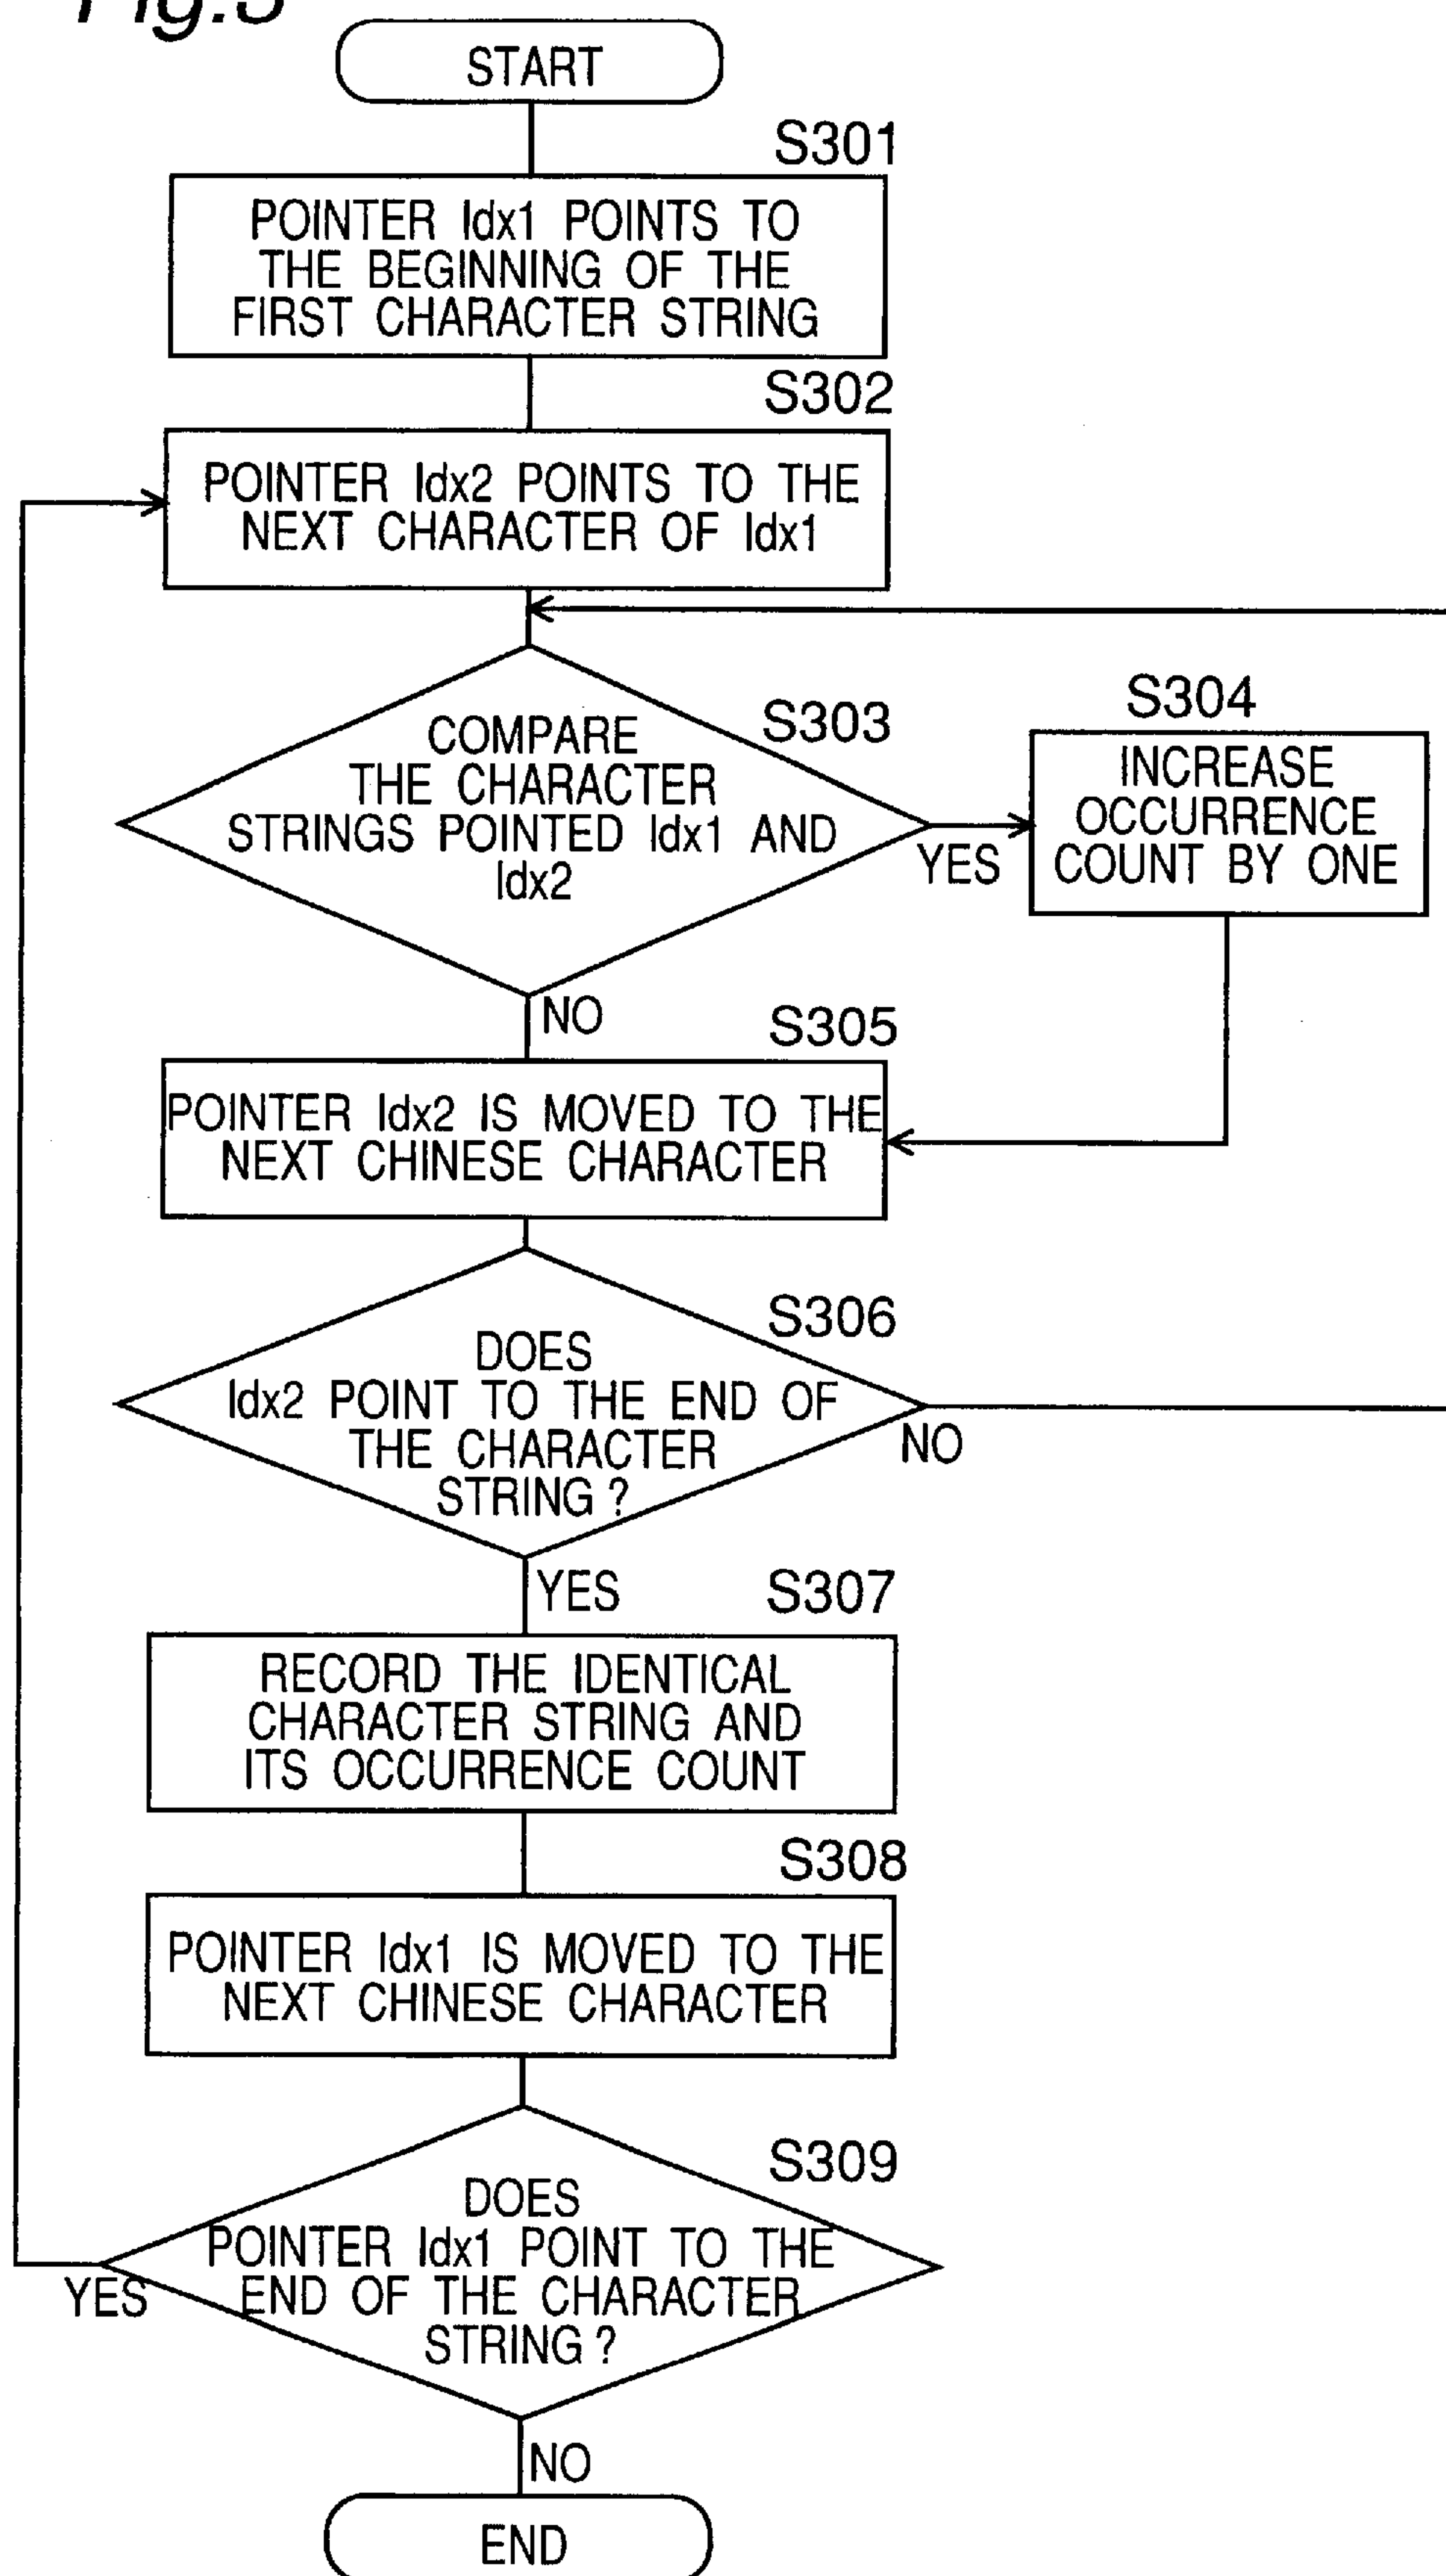 Fig.3
START
S301
POINTER Idx1 POINTS TO
THE BEGINNING OF THE
FIRST CHARACTER STRING
S302
POINTER Idx2 POINTS TO THE
NEXT CHARACTER OF Idx1
S303
COMPARE
THE CHARACTER
STRINGS POINTED Idx1 AND
Idx2
YES
S304
INCREASE
OCCURRENCE
COUNT BY ONE
NO
S305
POINTER Idx2 IS MOVED TO THE
NEXT CHINESE CHARACTER
S306
DOES
Idx2 POINT TO THE END OF
THE CHARACTER
STRING ?
NO
YES
S307
RECORD THE IDENTICAL
CHARACTER STRING AND
ITS OCCURRENCE COUNT
S308
POINTER Idx1 IS MOVED TO THE
NEXT CHINESE CHARACTER
S309
DOES
POINTER Idx1 POINT TO THE
END OF THE CHARACTER
STRING ?
YES
NO
END